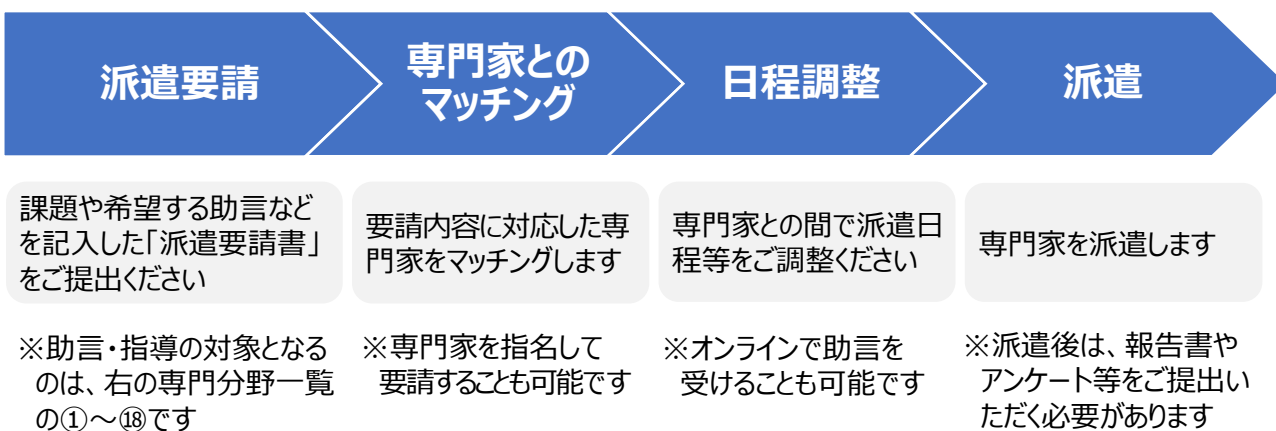 派遣要請
専門家との
マッチング
日程調整
派遣
課題や希望する助言など
を記入した「派遣要請書」
をご提出ください
要請内容に対応した専
門家をマッチングします
専門家との間で派遣日
程等をご調整ください
専門家を派遣します
※助言・指導の対象となる
のは、右の専門分野一覧
の①～⑱です
※専門家を指名して
要請することも可能です
※オンラインで助言を
受けることも可能です
※派遣後は、報告書や
アンケート等をご提出い
ただく必要があります